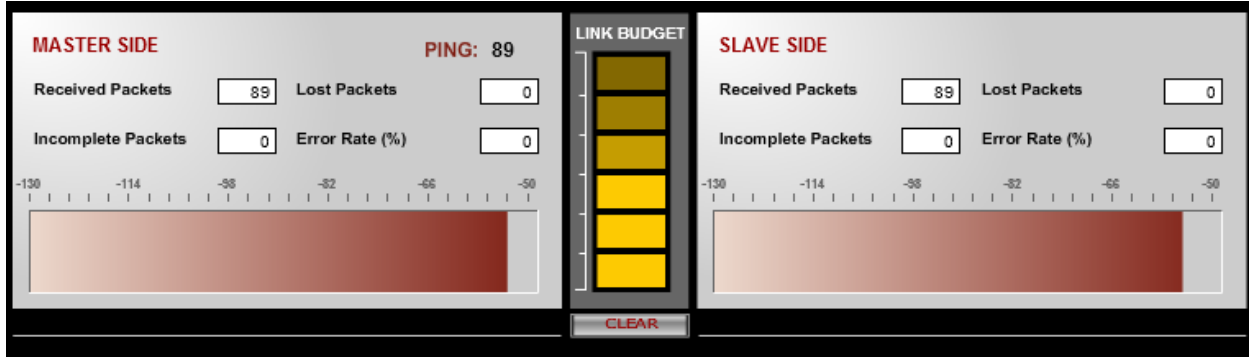 MASTER SIDE
PING: 89
Received Packets 89 Lost Packets 0
Incomplete Packets 0 Error Rate (%) 0
-130 -114 -98 -82 -66 -50
LINK BUDGET
CLEAR
SLAVE SIDE
Received Packets 89 Lost Packets 0
Incomplete Packets 0 Error Rate (%) 0
-130 -114 -98 -82 -66 -50